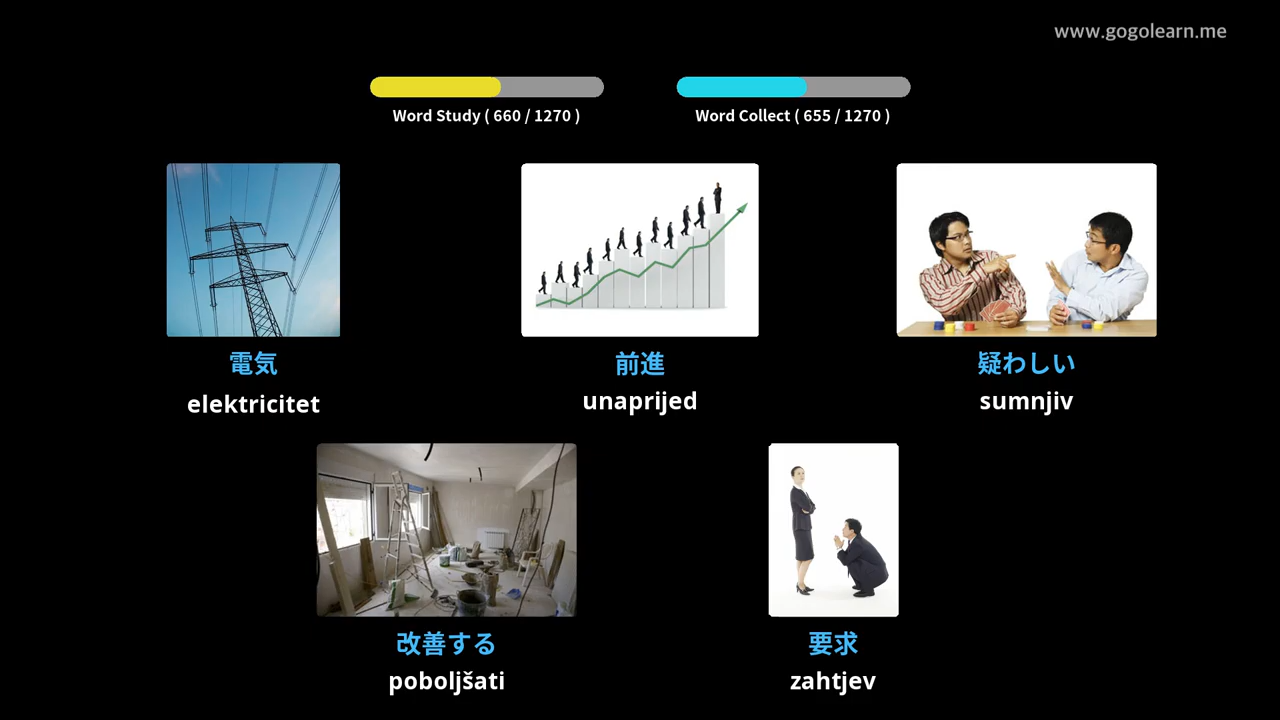 www.gogolearn.me
Word Study ( 660 / 1270 )
Word Collect ( 655 / 1270 )
電気
elektricitet
前進
unaprijed
疑わしい
sumnjiv
改善する
poboljšati
要求
zahtjev